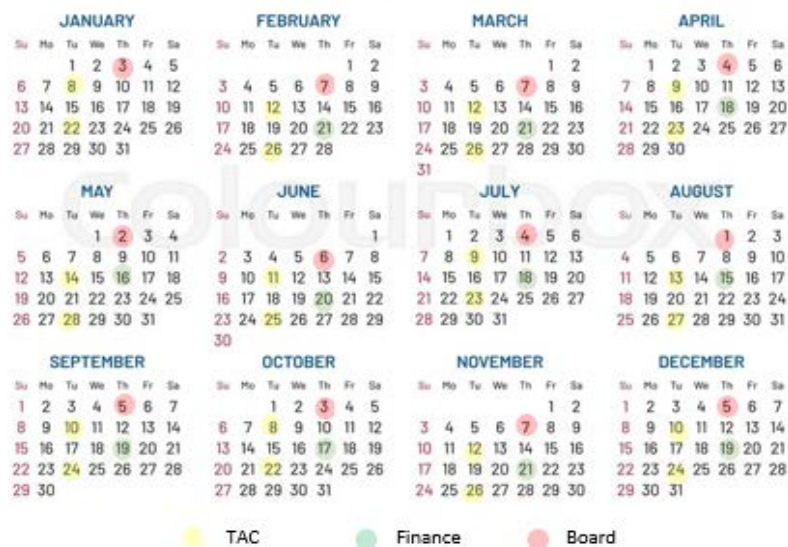 JANUARY FEBRUARY MARCH APRIL
Su Mo Tu We Th Fr Sa Su Mo Tu We Th Fr Sa Su Mo Tu We Th Fr Sa Su Mo Tu We Th Fr Sa
1 2 3 4 5 1 2 1 2 1 2 3 4 5 6
6 7 8 9 10 11 12 3 4 5 6 7 8 9 3 4 5 6 7 8 9 7 8 9 10 11 12 13
13 14 15 16 17 18 19 10 11 12 13 14 15 16 10 11 12 13 14 15 16 14 15 16 17 18 19 20
20 21 22 23 24 25 26 17 18 19 20 21 22 23 17 18 19 20 21 22 23 21 22 23 24 25 26 27
27 28 29 30 31 24 25 26 27 28 24 25 26 27 28 29 30 28 29 30
31
colourbox
MAY JUNE JULY AUGUST
Su Mo Tu We Th Fr Sa Su Mo Tu We Th Fr Sa Su Mo Tu We Th Fr Sa Su Mo Tu We Th Fr Sa
1 2 3 4 1 1 2 3 4 5 6 1 2 3
5 6 7 8 9 10 11 2 3 4 5 6 7 8 7 8 9 10 11 12 13 4 5 6 7 8 9 10
12 13 14 15 16 17 18 9 10 11 12 13 14 15 14 15 16 17 18 19 20 11 12 13 14 15 16 17
19 20 21 22 23 24 25 16 17 18 19 20 21 22 21 22 23 24 25 26 27 18 19 20 21 22 23 24
26 27 28 29 30 31 23 24 25 26 27 28 29 28 29 30 31 25 26 27 28 29 30 31
30
SEPTEMBER OCTOBER NOVEMBER DECEMBER
Su Mo Tu We Th Fr Sa Su Mo Tu We Th Fr Sa Su Mo Tu We Th Fr Sa Su Mo Tu We Th Fr Sa
1 2 3 4 5 6 7 1 2 3 4 5 1 2 1 2 3 4 5 6 7
8 9 10 11 12 13 14 6 7 8 9 10 11 12 3 4 5 6 7 8 9 8 9 10 11 12 13 14
15 16 17 18 19 20 21 13 14 15 16 17 18 19 10 11 12 13 14 15 16 15 16 17 18 19 20 21
22 23 24 25 26 27 28 20 21 22 23 24 25 26 17 18 19 20 21 22 23 22 23 24 25 26 27 28
29 30 27 28 29 30 31 24 25 26 27 28 29 30 29 30 31
TAC Finance Board